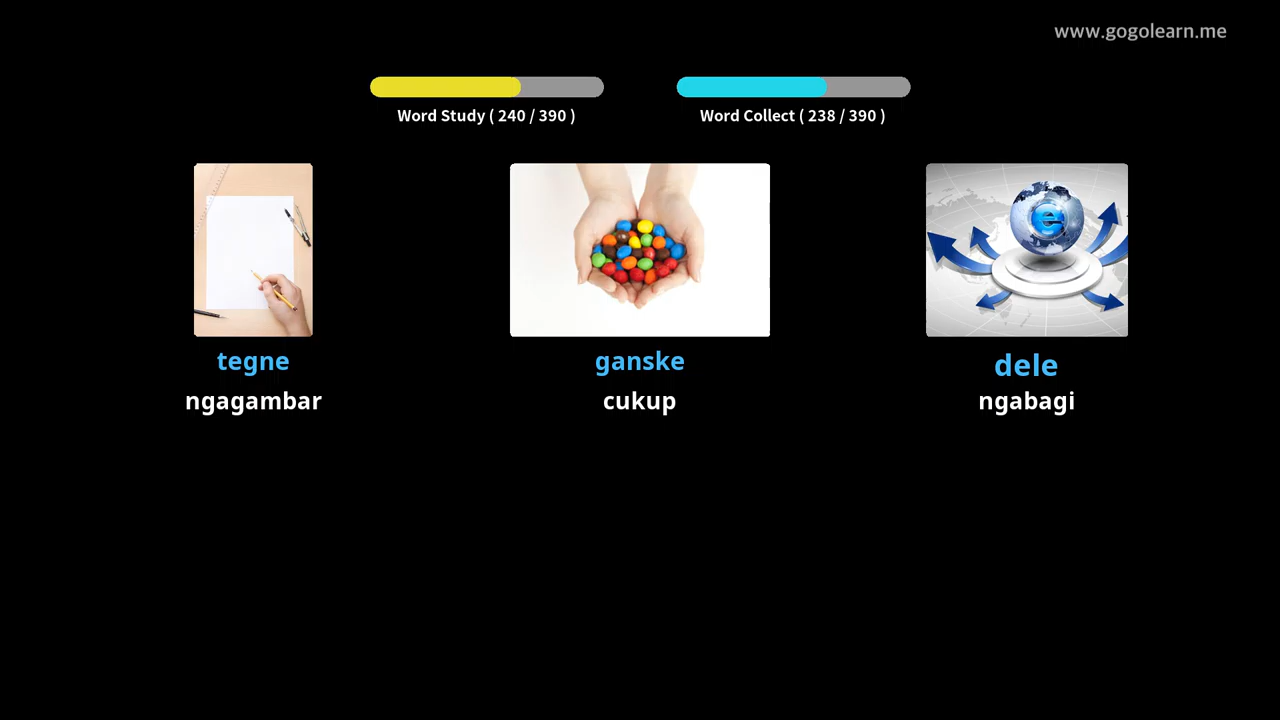 www.gogolearn.me
Word Study ( 240 / 390 )
Word Collect ( 238 / 390 )
tegne
ngagambar
ganske
cukup
dele
ngabagi